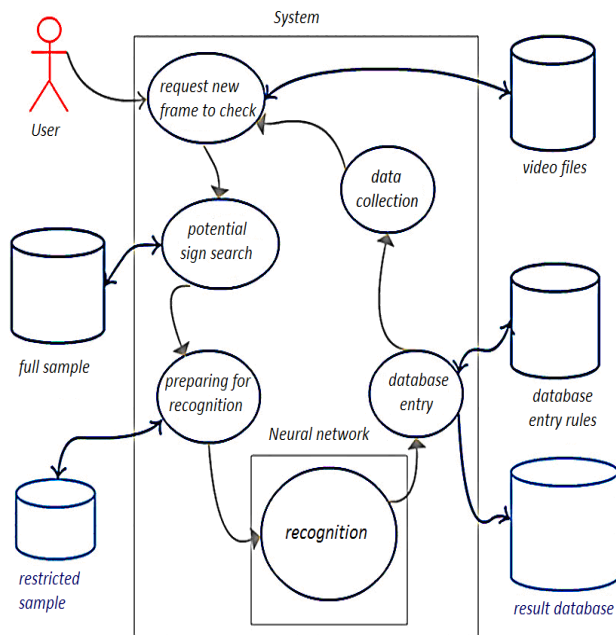 System
request new
frame to check
User
video files
data
collection
potential
sign search
full sample
preparing for
recognition
database
entry
database
entry rules
Neural network
recognition
restricted
sample
result database